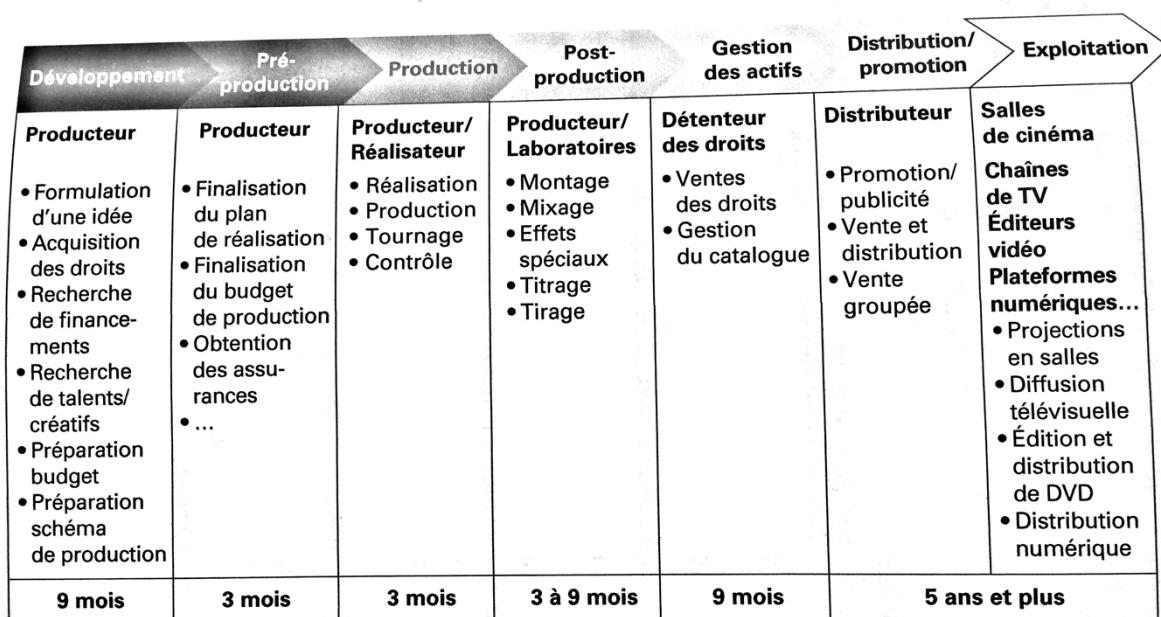 Développement
Pré-
production
Production
Post-
production
Gestion
des actifs
Distribution/
promotion
Exploitation
Producteur
• Formulation
d'une idée
• Acquisition
des droits
• Recherche
de finance-
ments
• Recherche
de talents/
créatifs
• Préparation
budget
• Préparation
schéma
de production
9 mois
Producteur
• Finalisation
du plan
de réalisation
• Finalisation
du budget
de production
• Obtention
des assu-
rances
• ...
3 mois
Producteur/
Réalisateur
• Réalisation
• Production
• Tournage
• Contrôle
3 mois
Producteur/
Laboratoires
• Montage
• Mixage
• Effets
spéciaux
• Titrage
• Tirage
3 à 9 mois
Détenteur
des droits
• Ventes
des droits
• Gestion
du catalogue
9 mois
Distributeur
• Promotion/
publicité
• Vente et
distribution
• Vente
groupée
Salles
de cinéma
Chaînes
de TV
Éditeurs
vidéo
Plateformes
numériques...
• Projections
en salles
• Diffusion
télévisuelle
• Édition et
distribution
de DVD
• Distribution
numérique
5 ans et plus